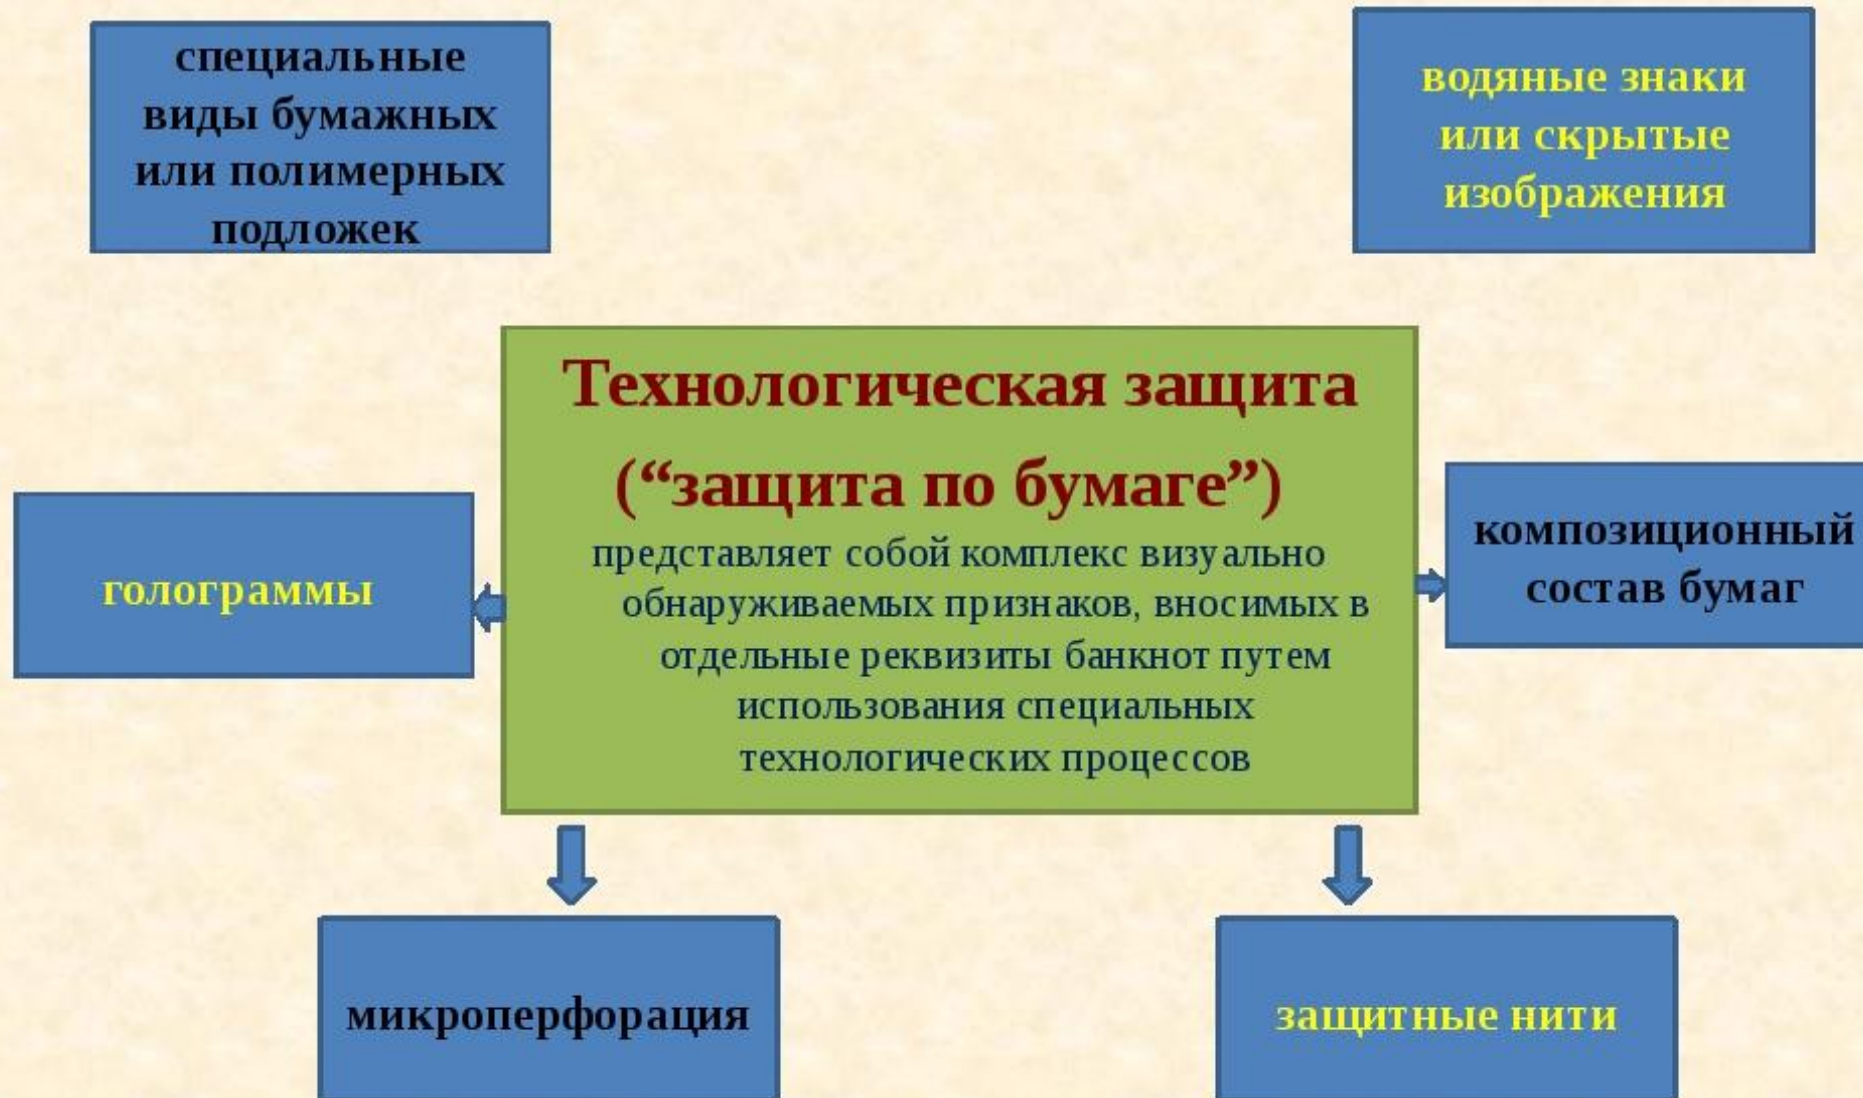 специальные
виды бумажных
или полимерных
подложек
водяные знаки
или скрытые
изображения
Технологическая защита
(“защита по бумаге”)
представляет собой комплекс визуально
обнаруживаемых признаков, вносимых в
отдельные реквизиты банкнот путем
использования специальных
технологических процессов
голограммы
композиционный
состав бумаг
микроперфорация
защитные нити